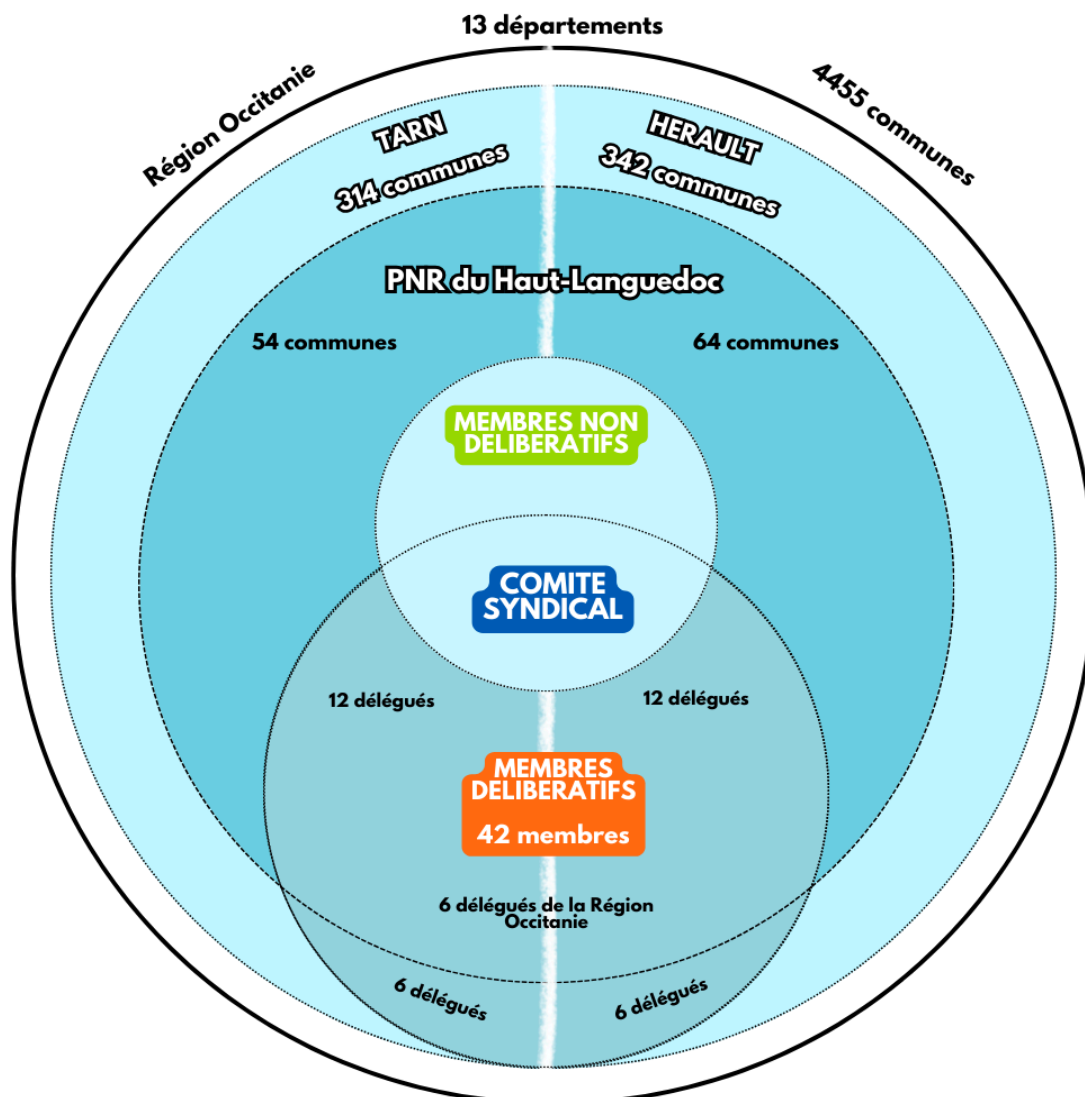 13 départements
Région Occitanie
4455 communes
TARN
314 communes
HERAULT
342 communes
PNR du Haut-Languedoc
54 communes
64 communes
MEMBRES NON
DELIBERATIFS
COMITE
SYNDICAL
12 délégués
12 délégués
MEMBRES
DELIBERATIFS
42 membres
6 délégués de la Région
Occitanie
6 délégués
6 délégués